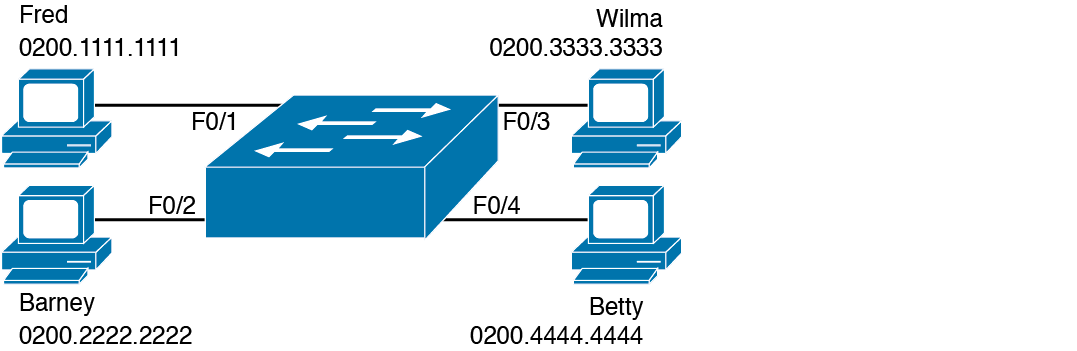 Fred
0200.1111.1111
Wilma
0200.3333.3333
F0/1
F0/3
F0/2
F0/4
Barney
0200.2222.2222
Betty
0200.4444.4444